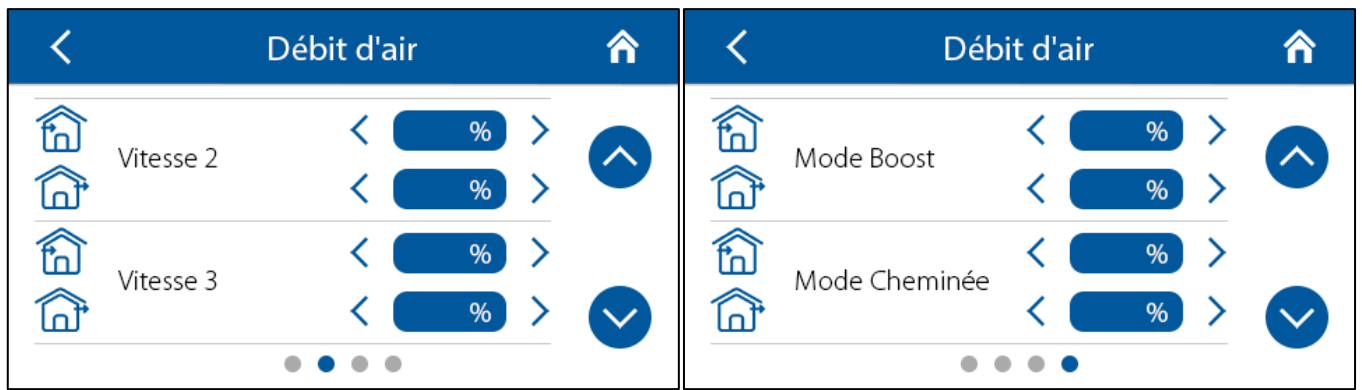 Débit d'air
%
Vitesse 2
%
%
Vitesse 3
%
Débit d'air
%
Mode Boost
%
%
Mode Cheminée
%